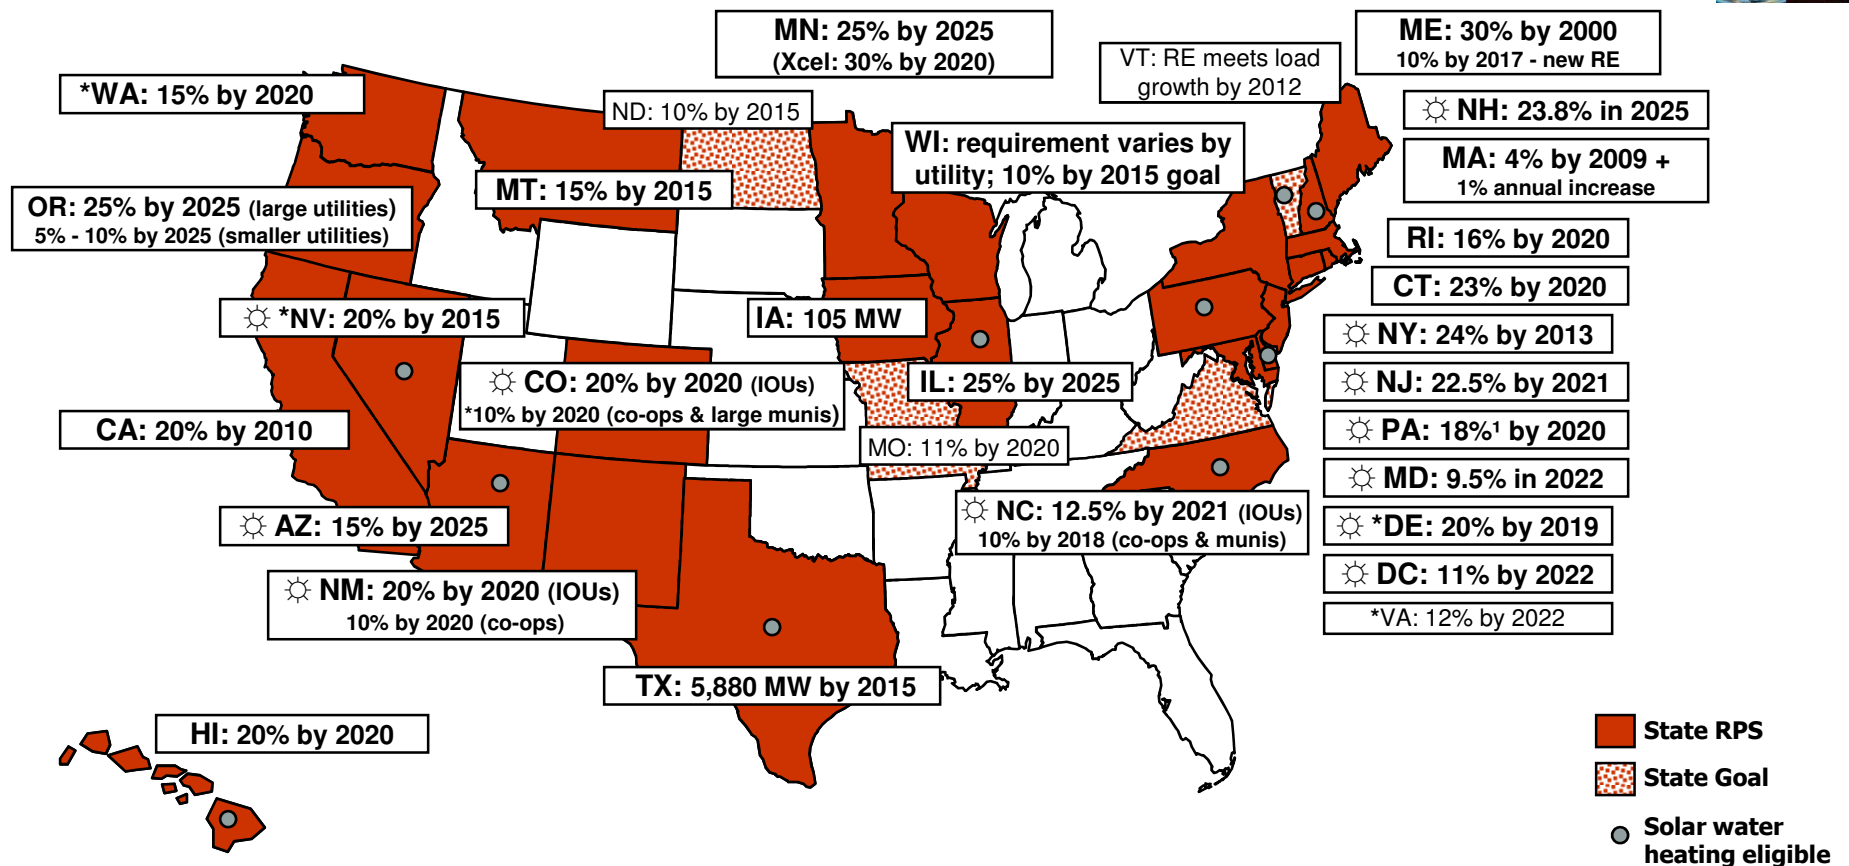 MN: 25% by 2025
(Xcel: 30% by 2020)
ME: 30% by 2000
10% by 2017 - new RE
VT: RE meets load
growth by 2012
*WA: 15% by 2020
ND: 10% by 2015
☼ NH: 23.8% in 2025
WI: requirement varies by
utility; 10% by 2015 goal
MA: 4% by 2009 +
1% annual increase
MT: 15% by 2015
OR: 25% by 2025 (large utilities)
5% - 10% by 2025 (smaller utilities)
RI: 16% by 2020
CT: 23% by 2020
☼ *NV: 20% by 2015
IA: 105 MW
☼ NY: 24% by 2013
☼ CO: 20% by 2020 (IOUs)
*10% by 2020 (co-ops & large munis)
IL: 25% by 2025
☼ NJ: 22.5% by 2021
CA: 20% by 2010
MO: 11% by 2020
☼ PA: 18%¹ by 2020
☼ MD: 9.5% in 2022
☼ NC: 12.5% by 2021 (IOUs)
10% by 2018 (co-ops & munis)
☼ AZ: 15% by 2025
☼ *DE: 20% by 2019
☼ NM: 20% by 2020 (IOUs)
10% by 2020 (co-ops)
☼ DC: 11% by 2022
*VA: 12% by 2022
TX: 5,880 MW by 2015
HI: 20% by 2020
State RPS
State Goal
Solar water
heating eligible